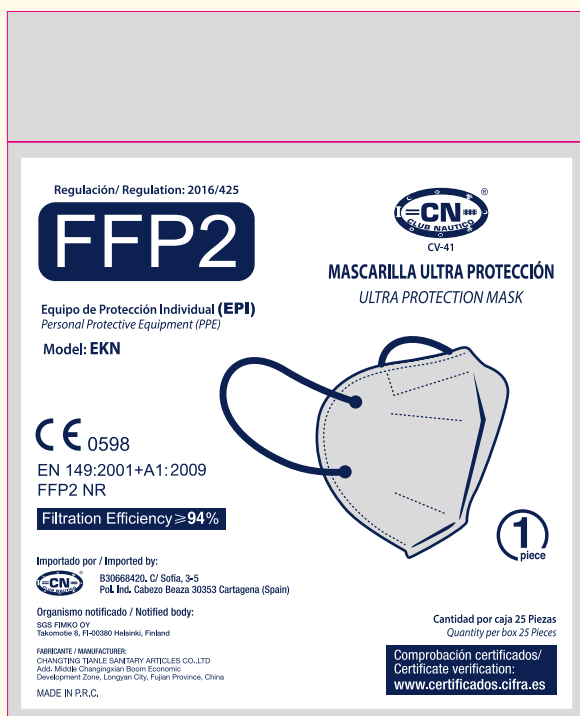 Regulación/ Regulation: 2016/425
FFP2
Equipo de Protección Individual (EPI)
Personal Protective Equipment (PPE)
Model: EKN
=CN=
®
CLUB NAUTICO
CV-41
MASCARILLA ULTRA PROTECCIÓN
ULTRA PROTECTION MASK
CE 0598
EN 149:2001+A1:2009
FFP2 NR
Filtration Efficiency ≥94%
1
piece
Importado por / Imported by:
=CN=
CLUB NAUTICO
B30668420. C/ Sofía, 3-5
Pol. Ind. Cabezo Beaza 30353 Cartagena (Spain)
Organismo notificado / Notified body:
SGS FIMKO OY
Takomotie 8, FI-00380 Helsinki, Finland
FABRICANTE / MANUFACTURER:
CHANGTING TIANLE SANITARY ARTICLES CO.,LTD
Add. Middle Changingxian Boom Economic
Development Zone, Longyan City, Fujian Province, China
MADE IN P.R.C.
Cantidad por caja 25 Piezas
Quantity per box 25 Pieces
Comprobación certificados/
Certificate verification:
www.certificados.cifra.es